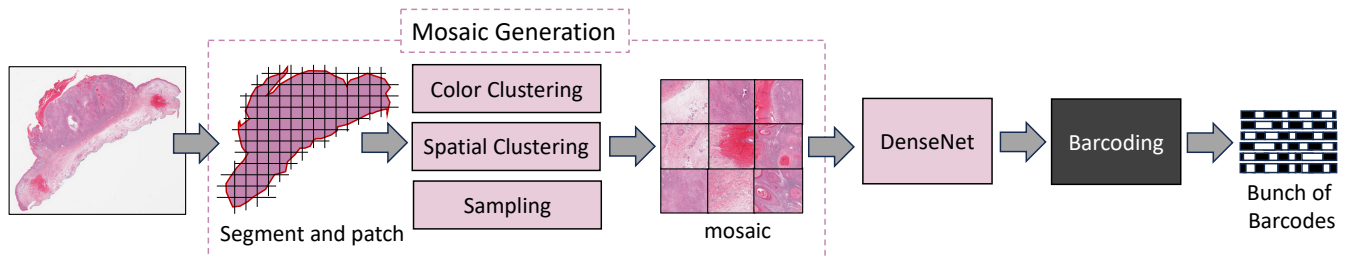 Mosaic Generation
Segment and patch
Color Clustering
Spatial Clustering
Sampling
mosaic
DenseNet
Barcoding
Bunch of
Barcodes